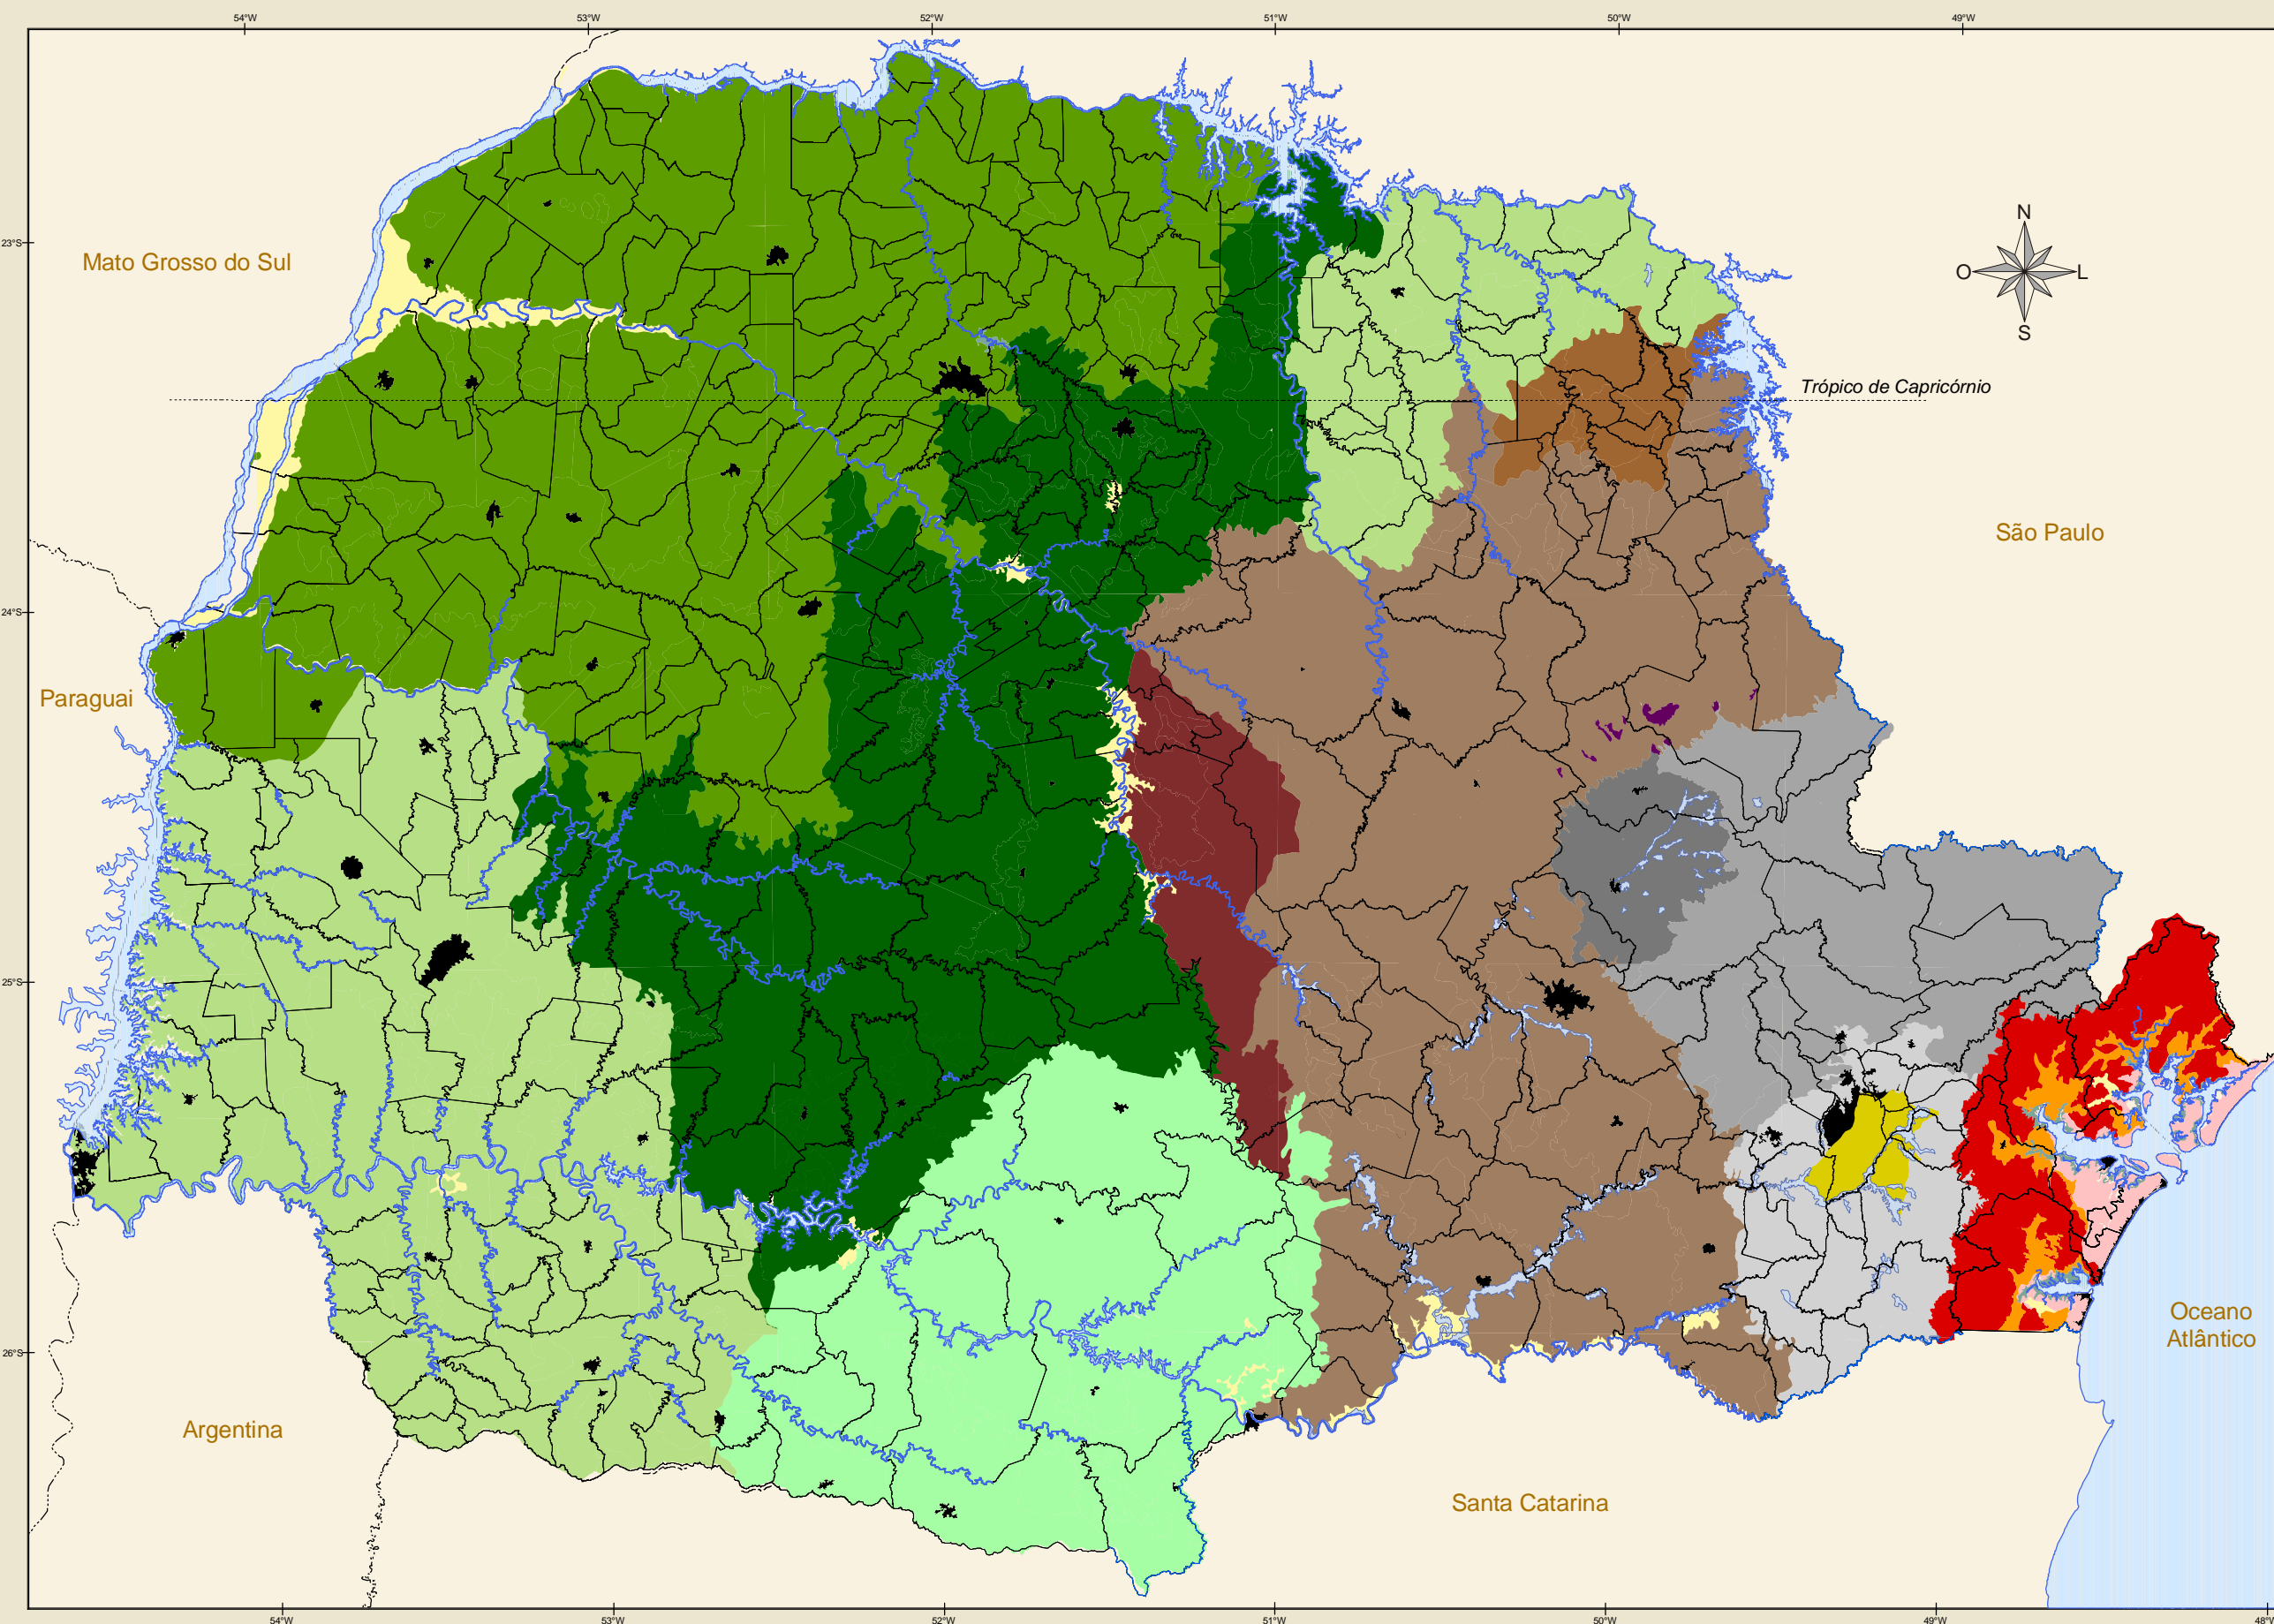 54°W 53°W 52°W 51°W 50°W 49°W
N
23°S
Mato Grosso do Sul
O L
S
Trópico de Capricórnio
São Paulo
24°S
Paraguai
25°S
Oceano
Atlântico
26°S
Argentina
Santa Catarina
54°W 53°W 52°W 51°W 50°W 49°W 48°W